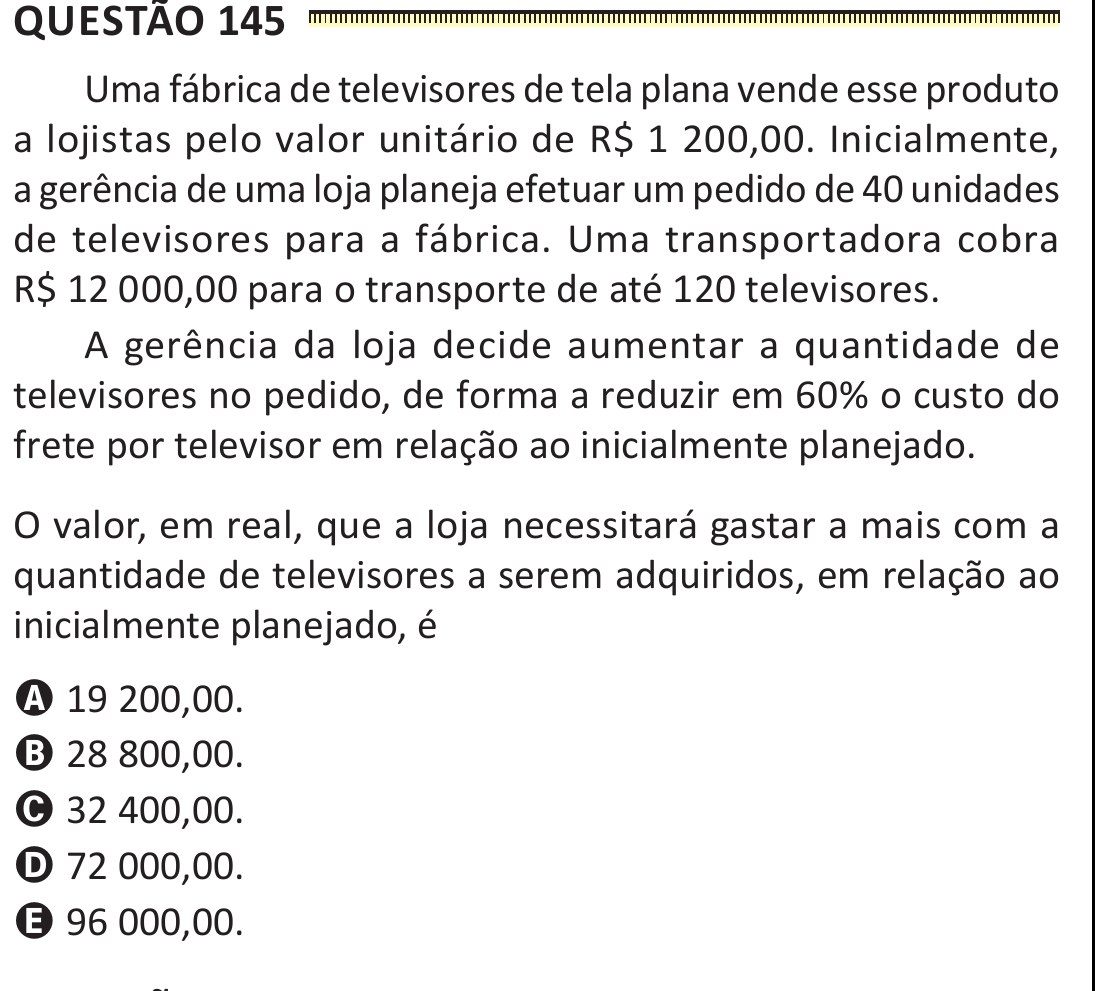 QUESTÃO 145
Uma fábrica de televisores de tela plana vende esse produto
a lojistas pelo valor unitário de R$ 1 200,00. Inicialmente,
a gerência de uma loja planeja efetuar um pedido de 40 unidades
de televisores para a fábrica. Uma transportadora cobra
R$ 12 000,00 para o transporte de até 120 televisores.
A gerência da loja decide aumentar a quantidade de
televisores no pedido, de forma a reduzir em 60% o custo do
frete por televisor em relação ao inicialmente planejado.
O valor, em real, que a loja necessitará gastar a mais com a
quantidade de televisores a serem adquiridos, em relação ao
inicialmente planejado, é
A 19 200,00.
B 28 800,00.
C 32 400,00.
D 72 000,00.
E 96 000,00.